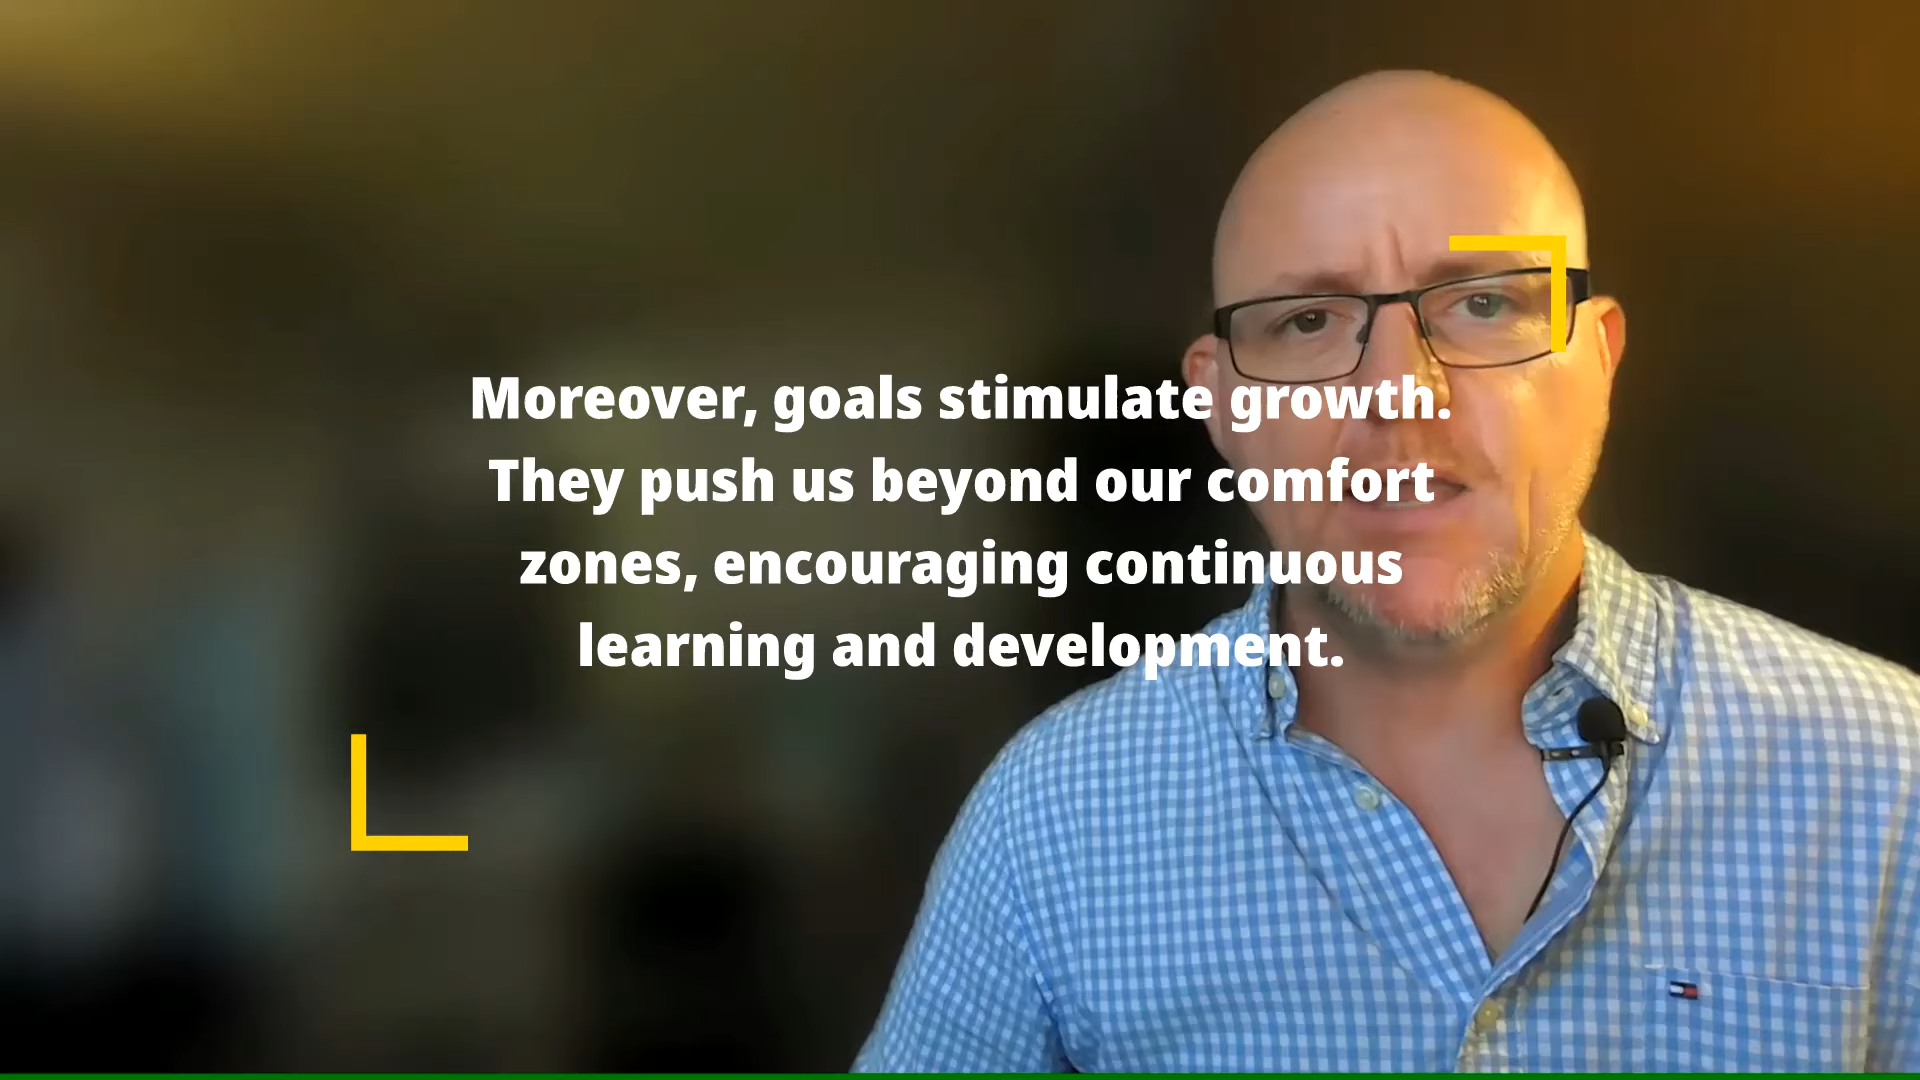 Moreover, goals stimulate growth.
They push us beyond our comfort
zones, encouraging continuous
learning and development.